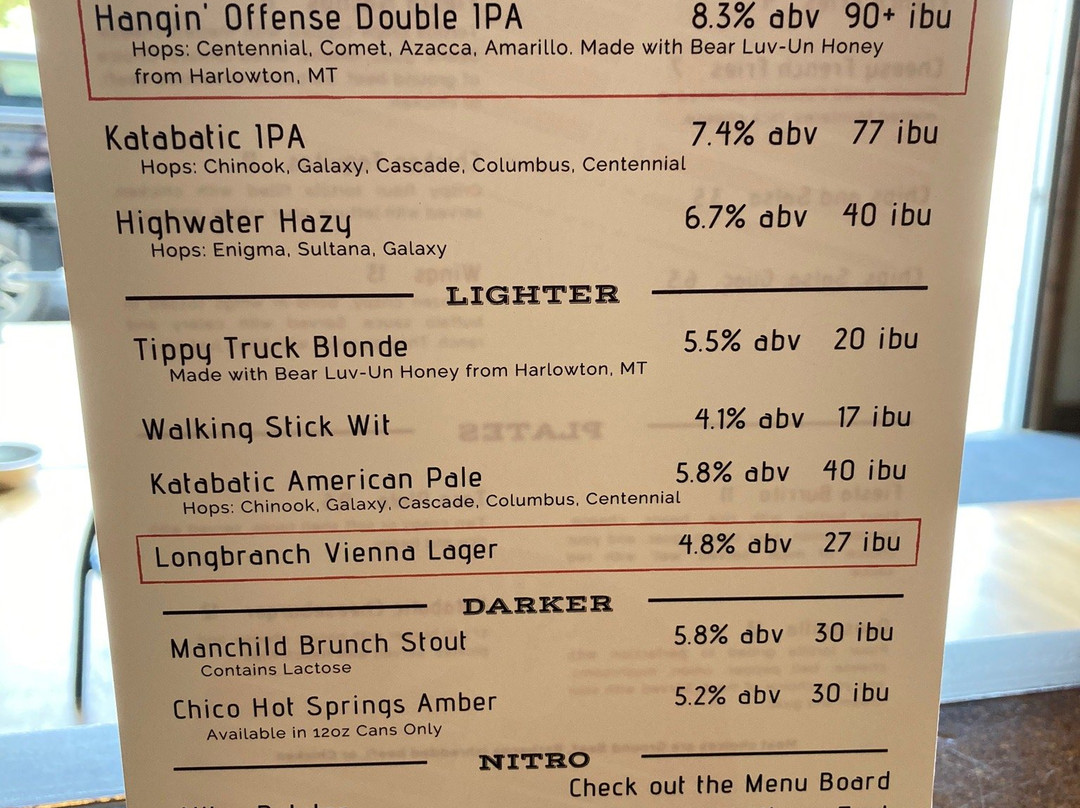 Hangin' Offense Double IPA 8.3% abv 90+ ibu
Hops: Centennial, Comet, Azacca, Amarillo. Made with Bear Luv-Un Honey
from Harlowton, MT
Katabatic IPA 7.4% abv 77 ibu
Hops: Chinook, Galaxy, Cascade, Columbus, Centennial
Highwater Hazy 6.7% abv 40 ibu
Hops: Enigma, Sultana, Galaxy
LIGHTER
Tippy Truck Blonde 5.5% abv 20 ibu
Made with Bear Luv-Un Honey from Harlowton, MT
Walking Stick Wit 4.1% abv 17 ibu
Katabatic American Pale 5.8% abv 40 ibu
Hops: Chinook, Galaxy, Cascade, Columbus, Centennial
Longbranch Vienna Lager 4.8% abv 27 ibu
DARKER
Manchild Brunch Stout 5.8% abv 30 ibu
Contains Lactose
Chico Hot Springs Amber 5.2% abv 30 ibu
Available in 12oz Cans Only
NITRO
Check out the Menu Board